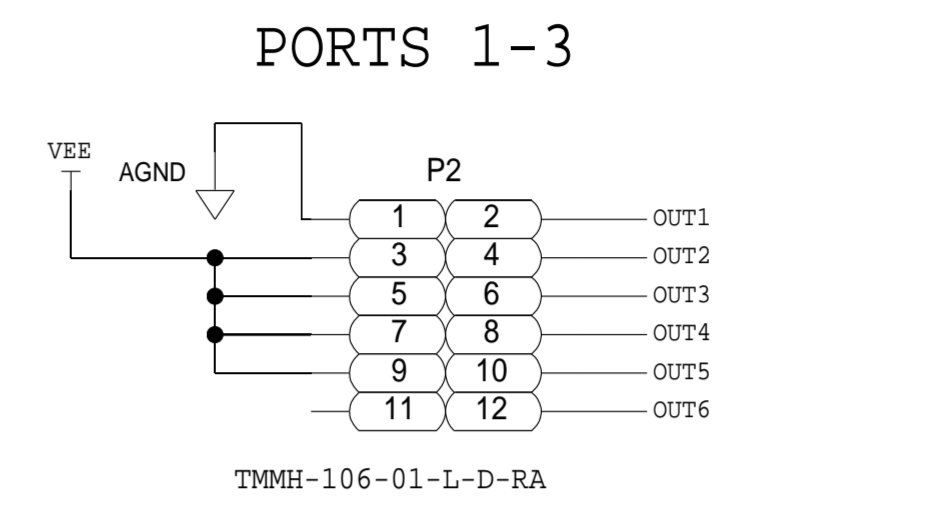 PORTS 1-3
VEE
AGND
P2
1 2 OUT1
3 4 OUT2
5 6 OUT3
7 8 OUT4
9 10 OUT5
11 12 OUT6
TMMH-106-01-L-D-RA